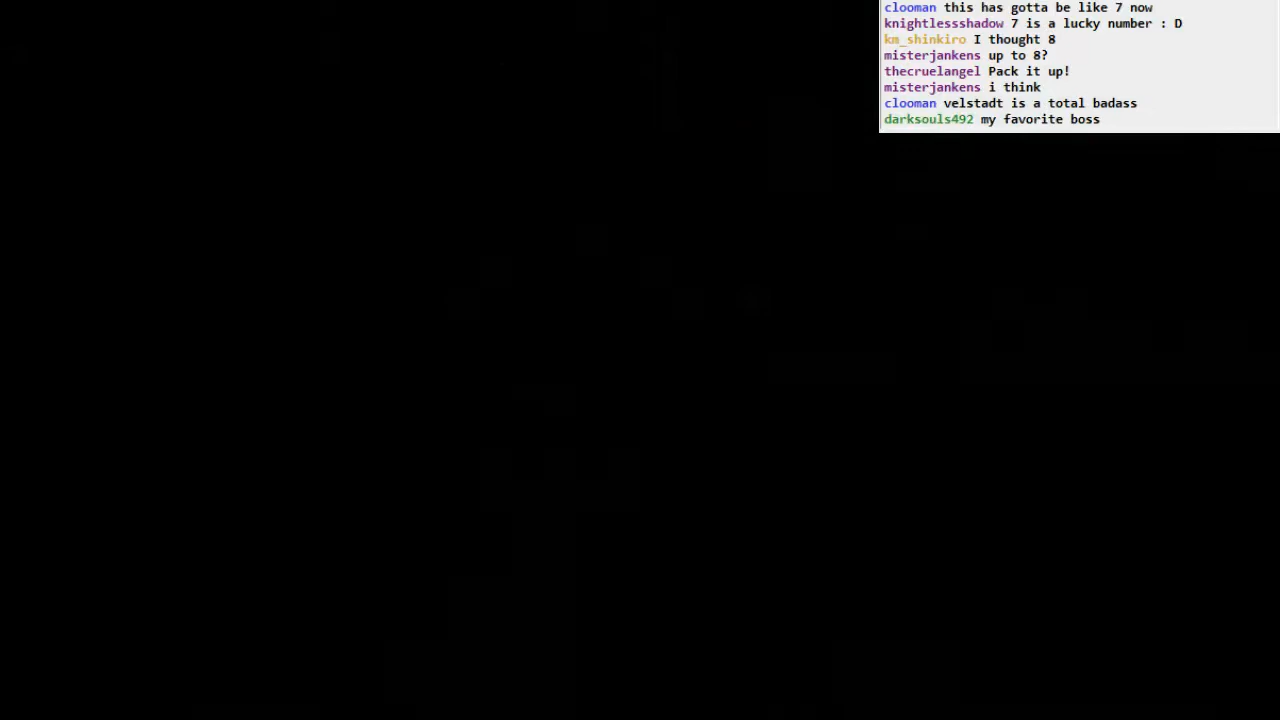 clooman this has gotta be like 7 now
knightlessshadow 7 is a lucky number : D
km_shinkiro I thought 8
misterjankens up to 8?
thecruelangel Pack it up!
misterjankens i think
clooman velstadt is a total badass
darksouls492 my favorite boss